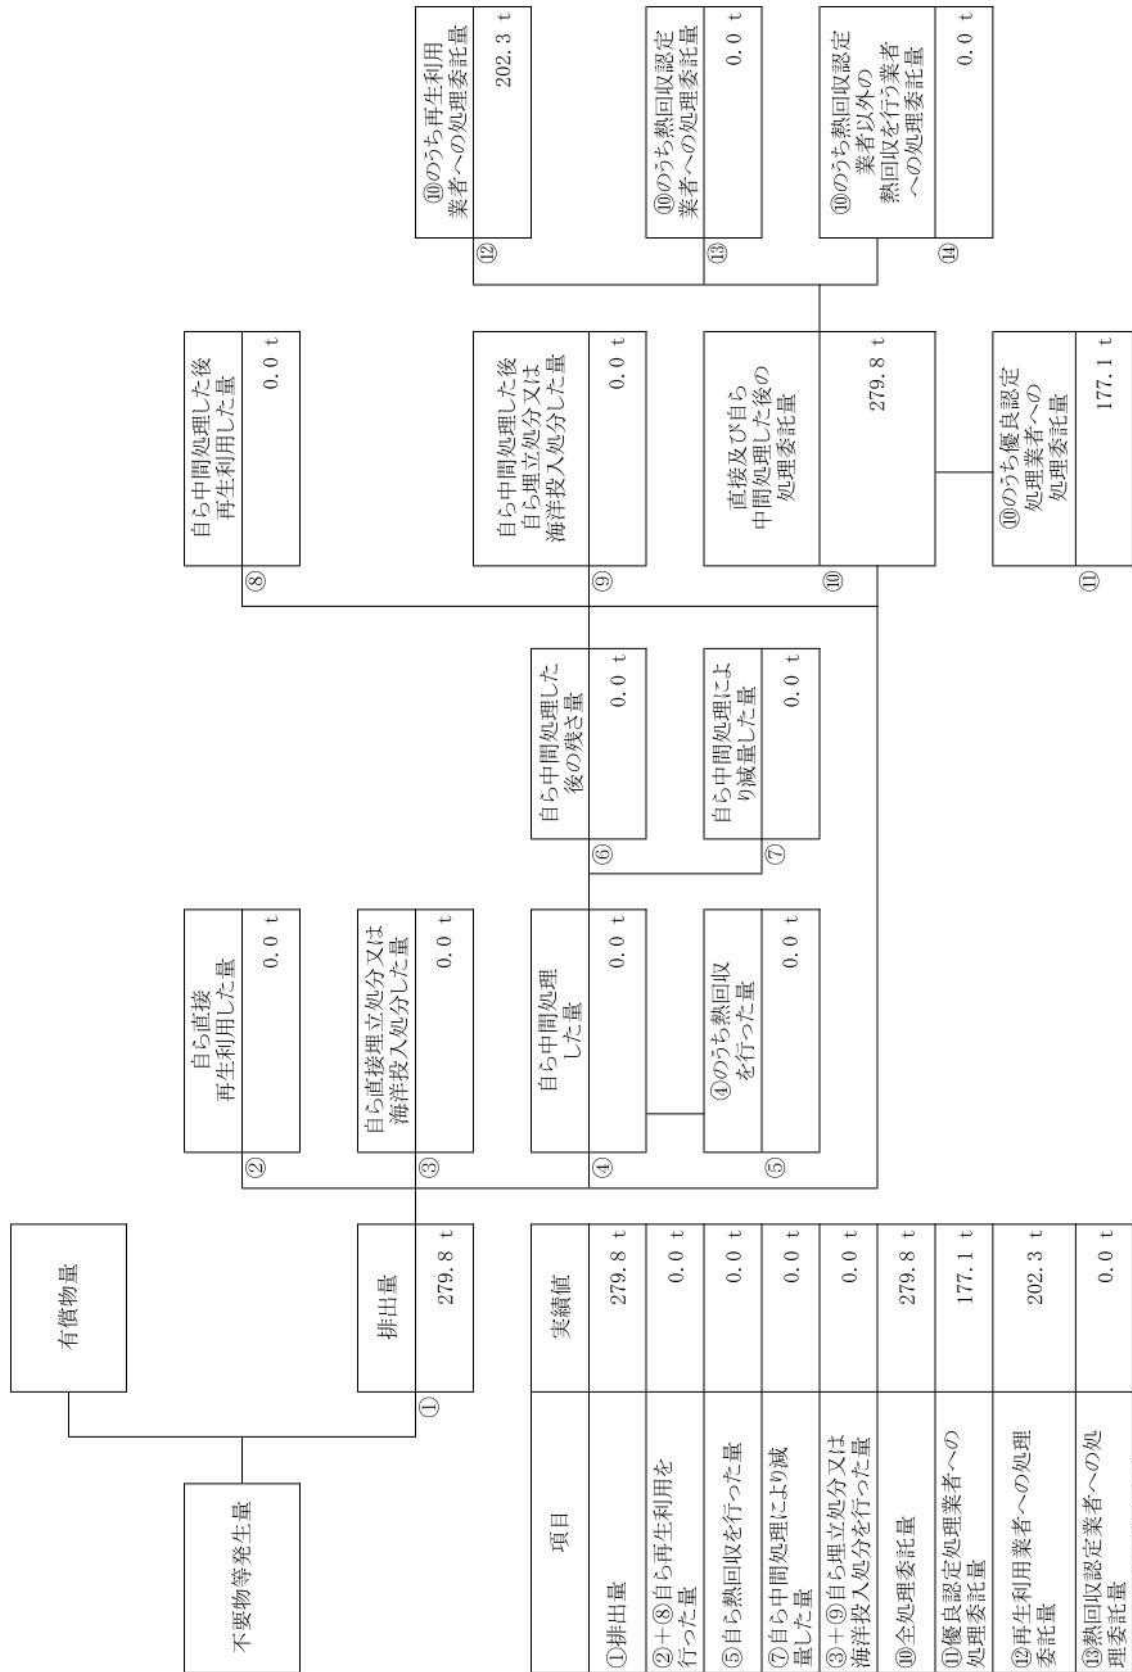 不要物等発生量
有償物量
①
排出量
279.8 t
②
自ら直接
再生利用した量
0.0 t
③
自ら直接埋立処分又は
海洋投入処分した量
0.0 t
④
自ら中間処理
した量
0.0 t
⑤
④のうち熱回収
を行った量
0.0 t
⑥
自ら中間処理した
後の残さ量
0.0 t
⑦
自ら中間処理によ
り減量した量
0.0 t
⑧
自ら中間処理した後
再生利用した量
0.0 t
⑨
自ら中間処理した後
自ら埋立処分又は
海洋投入処分した量
0.0 t
⑩
直接及び自ら
中間処理した後の
処理委託量
279.8 t
⑪
⑩のうち優良認定
処理業者への
処理委託量
177.1 t
⑫
⑩のうち再生利用
業者への処理委託量
202.3 t
⑬
⑩のうち熱回収認定
業者への処理委託量
0.0 t
⑭
⑩のうち熱回収認定
業者以外の
熱回収を行う業者
への処理委託量
0.0 t
項目
実績値
①排出量
279.8 t
②+⑧自ら再生利用を
行った量
0.0 t
⑤自ら熱回収を行った量
0.0 t
⑦自ら中間処理により減
量した量
0.0 t
③+⑨自ら埋立処分又は
海洋投入処分を行った量
0.0 t
⑩全処理委託量
279.8 t
⑪優良認定処理業者への
処理委託量
177.1 t
⑫再生利用業者への処理
委託量
202.3 t
⑬熱回収認定業者への処
理委託量
0.0 t